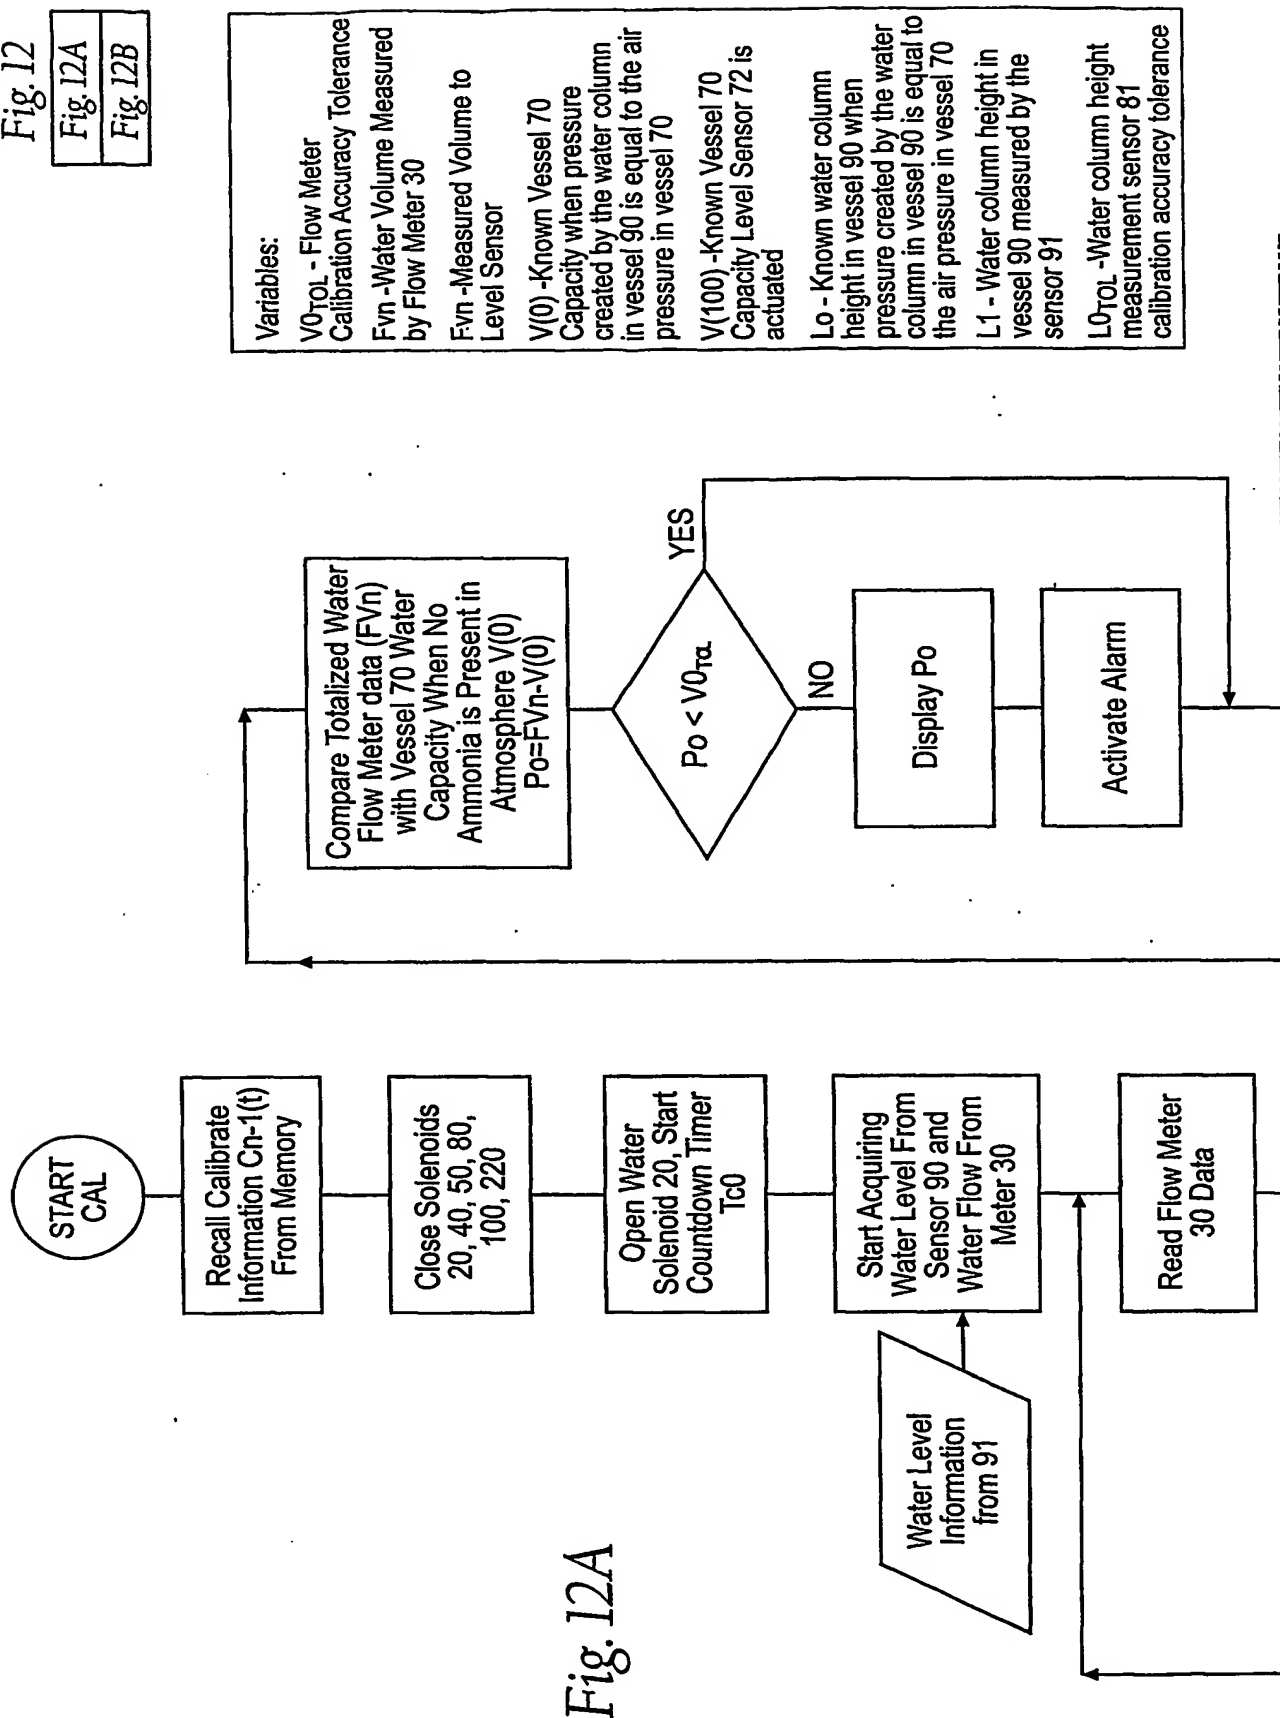 Fig. 12
Fig. 12A
Fig. 12B
Fig. 12A
START
CAL
Recall Calibrate
Information Cn-1(t)
From Memory
Close Solenoids
20, 40, 50, 80,
100, 220
Open Water
Solenoid 20, Start
Countdown Timer
Tc0
Water Level
Information
from 91
Start Acquiring
Water Level From
Sensor 90 and
Water Flow From
Meter 30
Read Flow Meter
30 Data
Compare Totalized Water
Flow Meter data (FVn)
with Vessel 70 Water
Capacity When No
Ammonia is Present in
Atmosphere V(0)
Po=FVn-V(0)
Po < V0TOL
YES
NO
Display Po
Activate Alarm
Variables:
V0TOL - Flow Meter
Calibration Accuracy Tolerance
Fvn -Water Volume Measured
by Flow Meter 30
Fvn -Measured Volume to
Level Sensor
V(0) -Known Vessel 70
Capacity when pressure
created by the water column
in vessel 90 is equal to the air
pressure in vessel 70
V(100) -Known Vessel 70
Capacity Level Sensor 72 is
actuated
Lo - Known water column
height in vessel 90 when
pressure created by the water
column in vessel 90 is equal to
the air pressure in vessel 70
L1 - Water column height in
vessel 90 measured by the
sensor 91
L0TOL -Water column height
measurement sensor 81
calibration accuracy tolerance